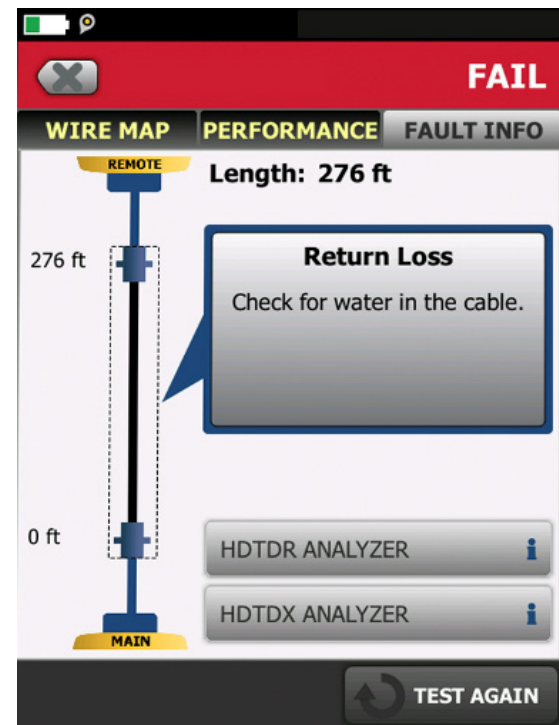 FAIL
WIRE MAP PERFORMANCE FAULT INFO
REMOTE
Length: 276 ft
276 ft
Return Loss
Check for water in the cable.
0 ft
HDTDR ANALYZER i
HDTDX ANALYZER i
MAIN
TEST AGAIN